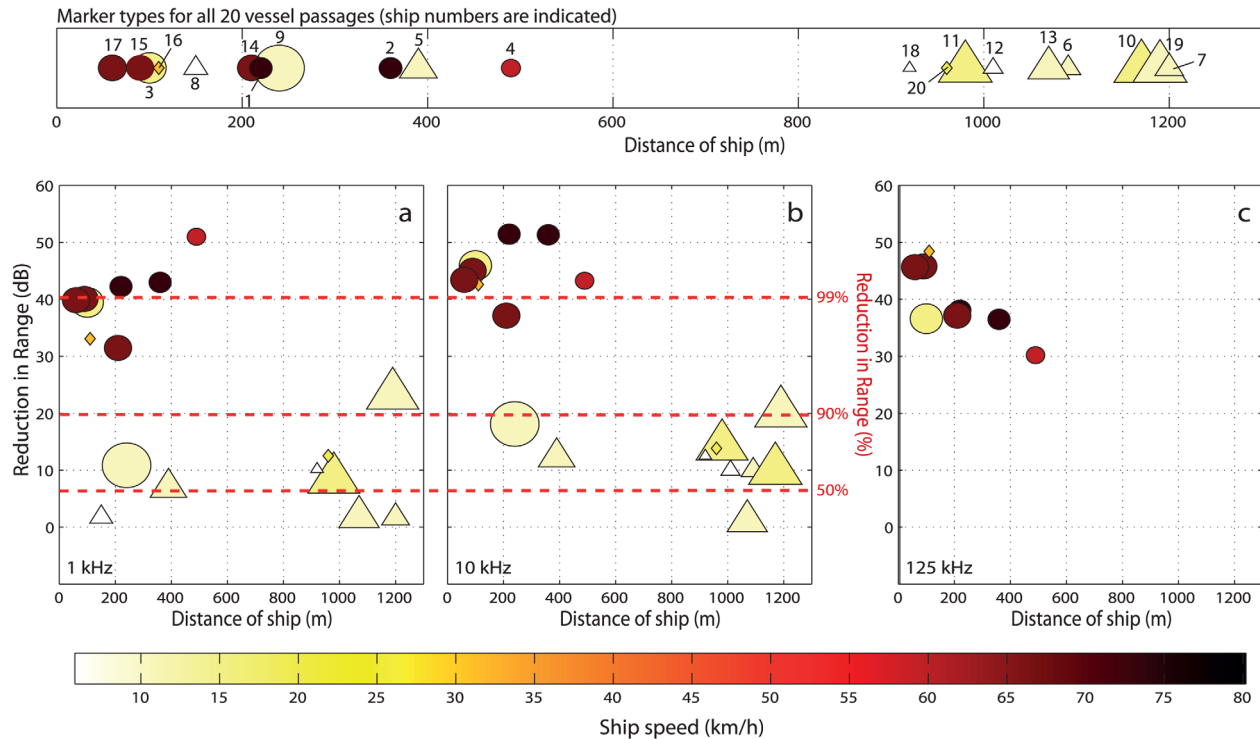 Marker types for all 20 vessel passages (ship numbers are indicated)
17 15 16 14 9 2 5 4 18 11 12 13 6 10 19
3 8 1 20 7
0 200 400 600 800 1000 1200
Distance of ship (m)
60 50 40 30 20 10 0
Reduction in Range (dB)
a
1 kHz
0 200 400 600 800 1000 1200
Distance of ship (m)
b
10 kHz
0 200 400 600 800 1000 1200
Distance of ship (m)
99%
90%
50%
Reduction in Range (%)
60 50 40 30 20 10 0
c
125 kHz
0 200 400 600 800 1000 1200
Distance of ship (m)
10 15 20 25 30 35 40 45 50 55 60 65 70 75 80
Ship speed (km/h)